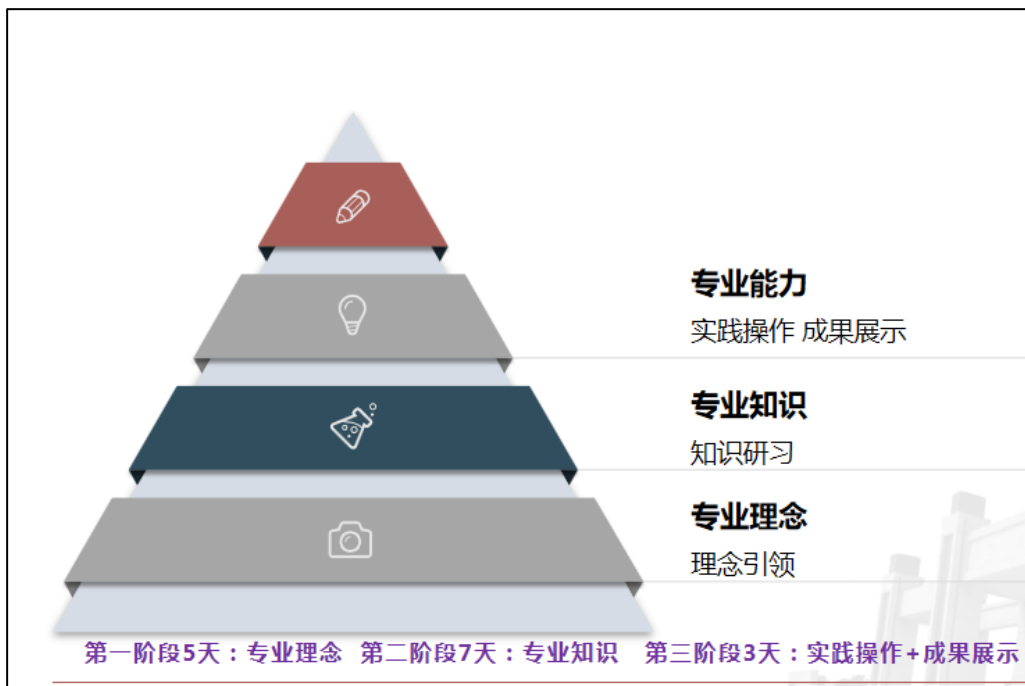 专业能力
实践操作 成果展示
专业知识
知识研习
专业理念
理念引领
第一阶段5天：专业理念 第二阶段7天：专业知识 第三阶段3天：实践操作+成果展示